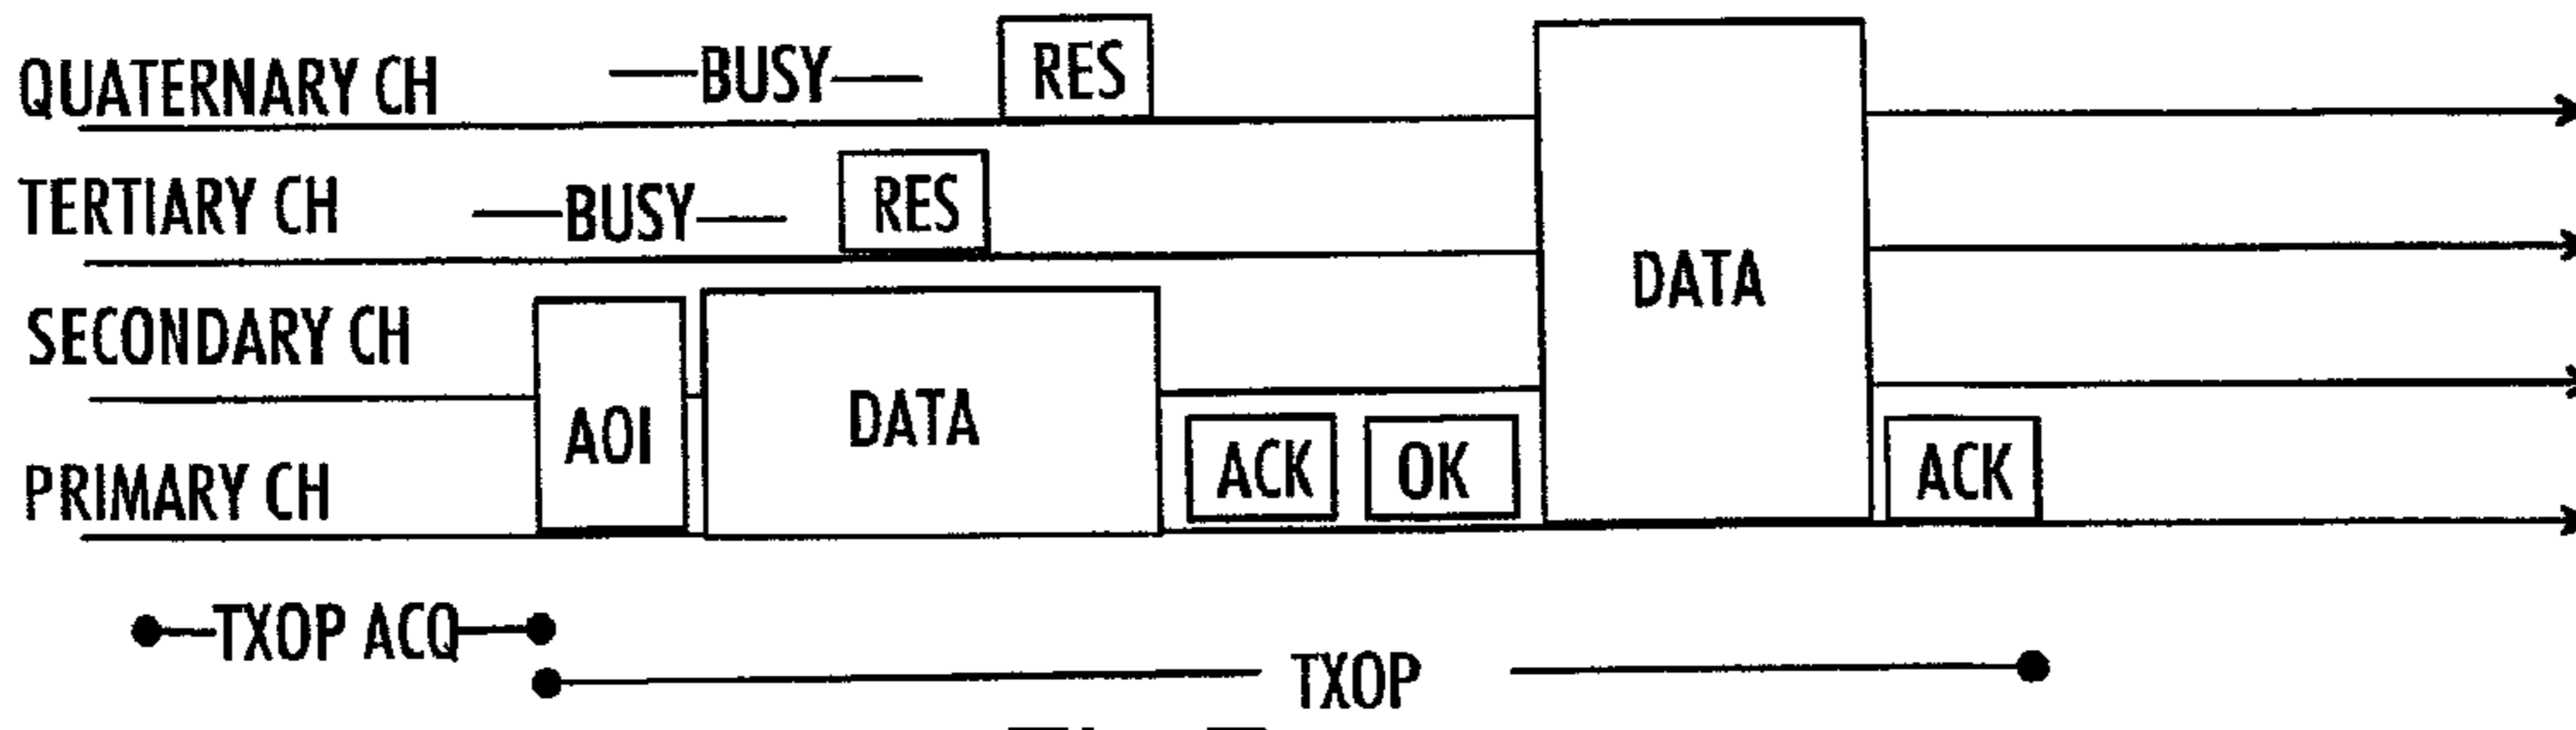 QUATERNARY CH —BUSY— RES
TERTIARY CH —BUSY— RES
DATA
SECONDARY CH
AOI DATA
PRIMARY CH ACK OK ACK
TXOP ACQ
TXOP